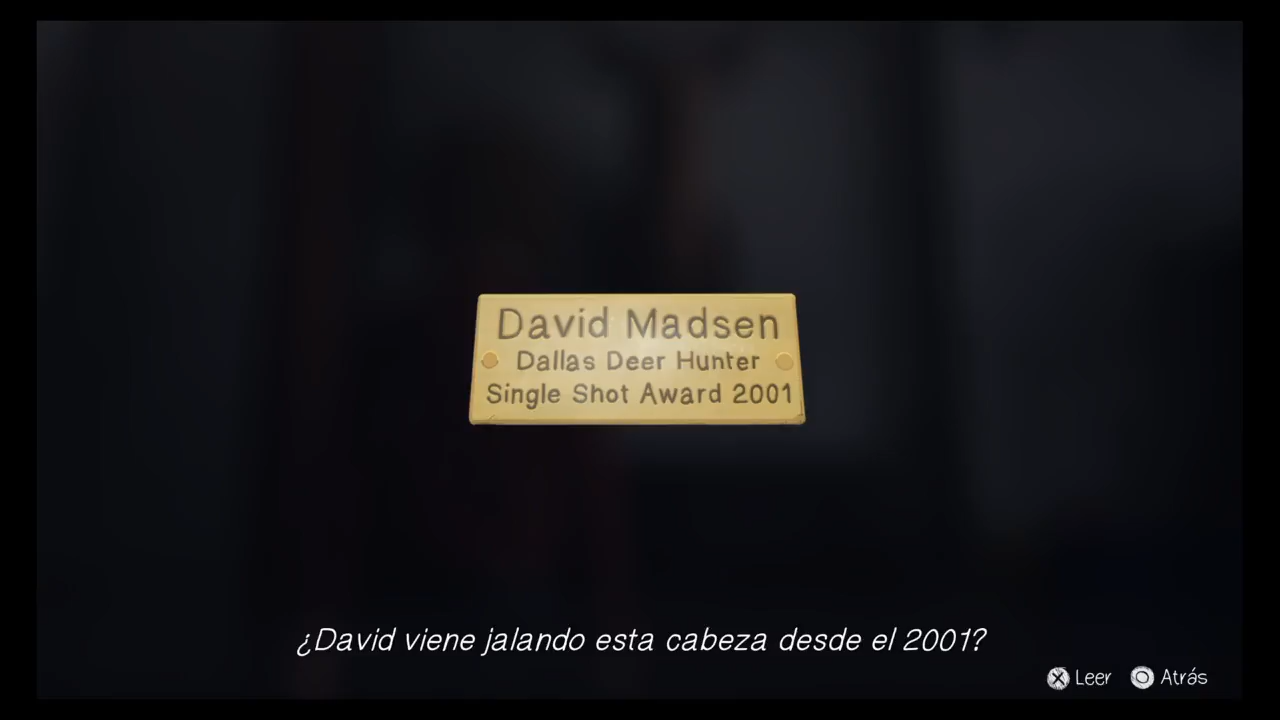 David Madsen
Dallas Deer Hunter
Single Shot Award 2001
¿David viene jalando esta cabeza desde el 2001?
Leer Atrás